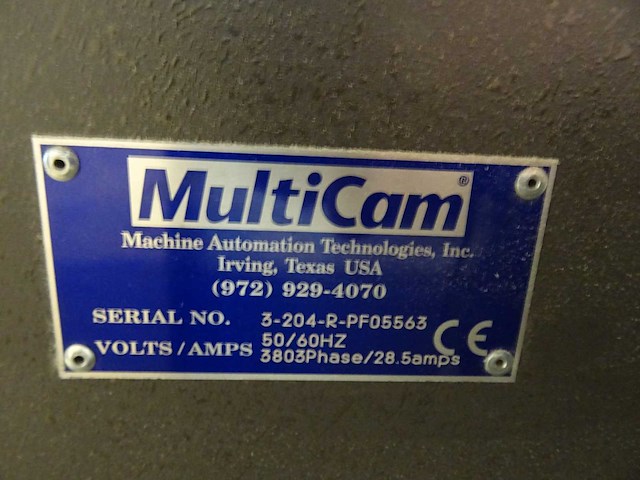 MultiCam®
Machine Automation Technologies, Inc.
Irving, Texas USA
(972) 929-4070
SERIAL NO. 3-204-R-PF05563
CE
VOLTS/AMPS 50/60HZ
3803Phase/28.5amps